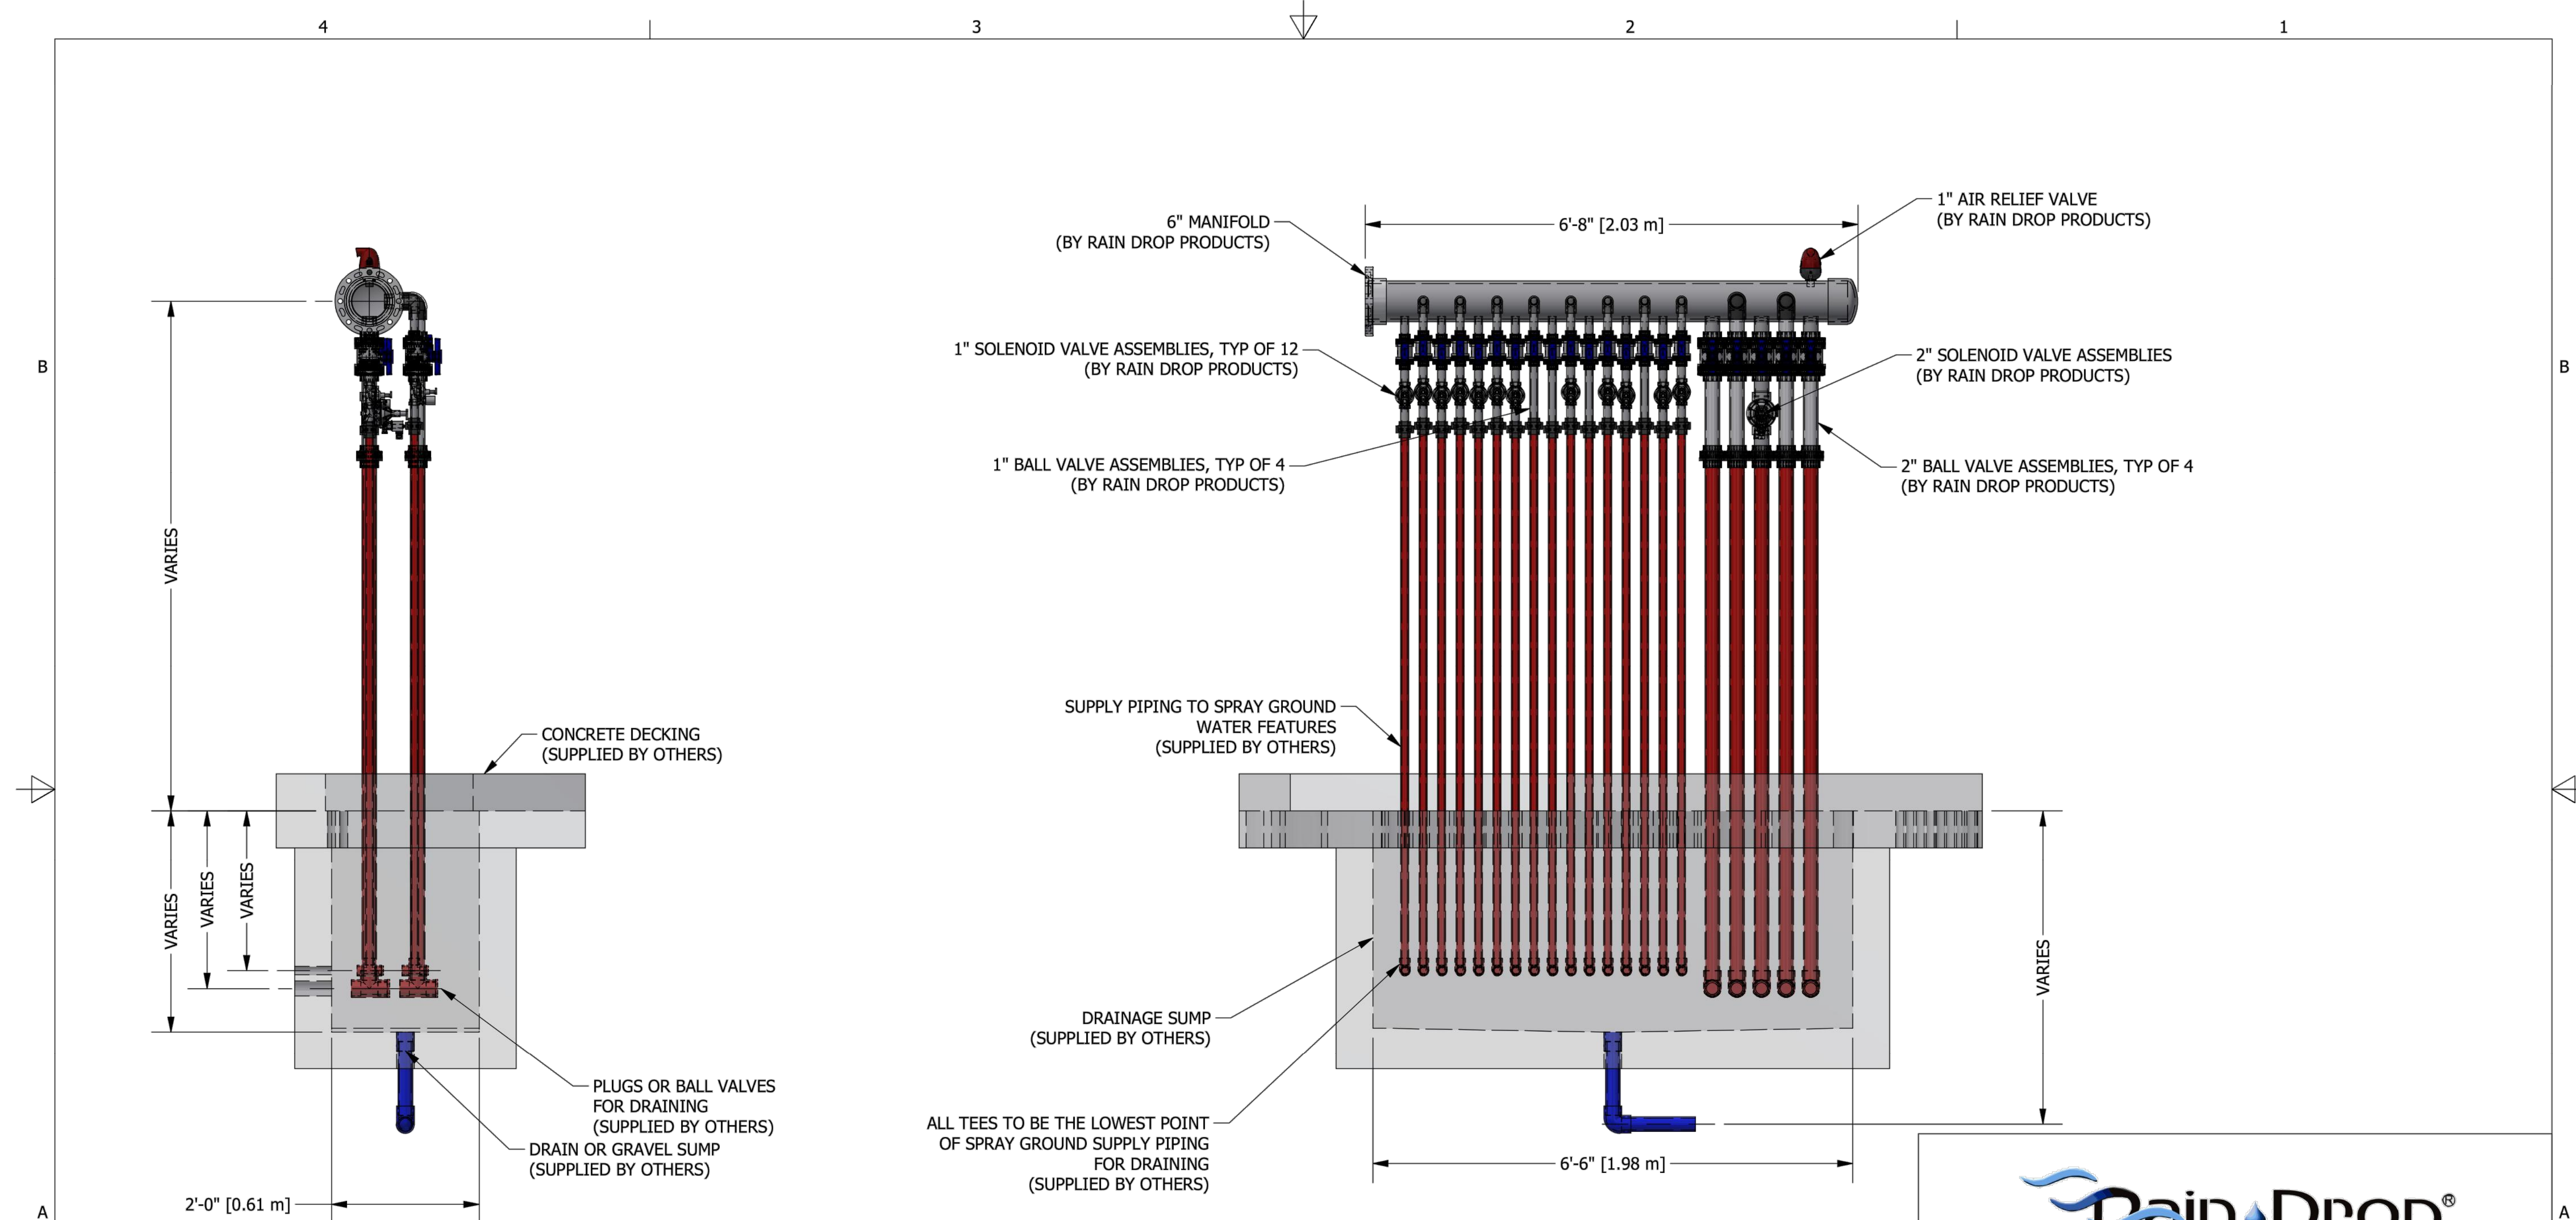 4
3
2
1
6" MANIFOLD
(BY RAIN DROP PRODUCTS)
6'-8" [2.03 m]
1" AIR RELIEF VALVE
(BY RAIN DROP PRODUCTS)
1" SOLENOID VALVE ASSEMBLIES, TYP OF 12
(BY RAIN DROP PRODUCTS)
2" SOLENOID VALVE ASSEMBLIES
(BY RAIN DROP PRODUCTS)
B
B
1" BALL VALVE ASSEMBLIES, TYP OF 4
(BY RAIN DROP PRODUCTS)
2" BALL VALVE ASSEMBLIES, TYP OF 4
(BY RAIN DROP PRODUCTS)
VARIES
SUPPLY PIPING TO SPRAY GROUND
WATER FEATURES
(SUPPLIED BY OTHERS)
CONCRETE DECKING
(SUPPLIED BY OTHERS)
VARIES
VARIES
VARIES
VARIES
DRAINAGE SUMP
(SUPPLIED BY OTHERS)
PLUGS OR BALL VALVES
FOR DRAINING
(SUPPLIED BY OTHERS)
DRAIN OR GRAVEL SUMP
(SUPPLIED BY OTHERS)
ALL TEES TO BE THE LOWEST POINT
OF SPRAY GROUND SUPPLY PIPING
FOR DRAINING
(SUPPLIED BY OTHERS)
6'-6" [1.98 m]
2'-0" [0.61 m]
A
Rain Drop®
A